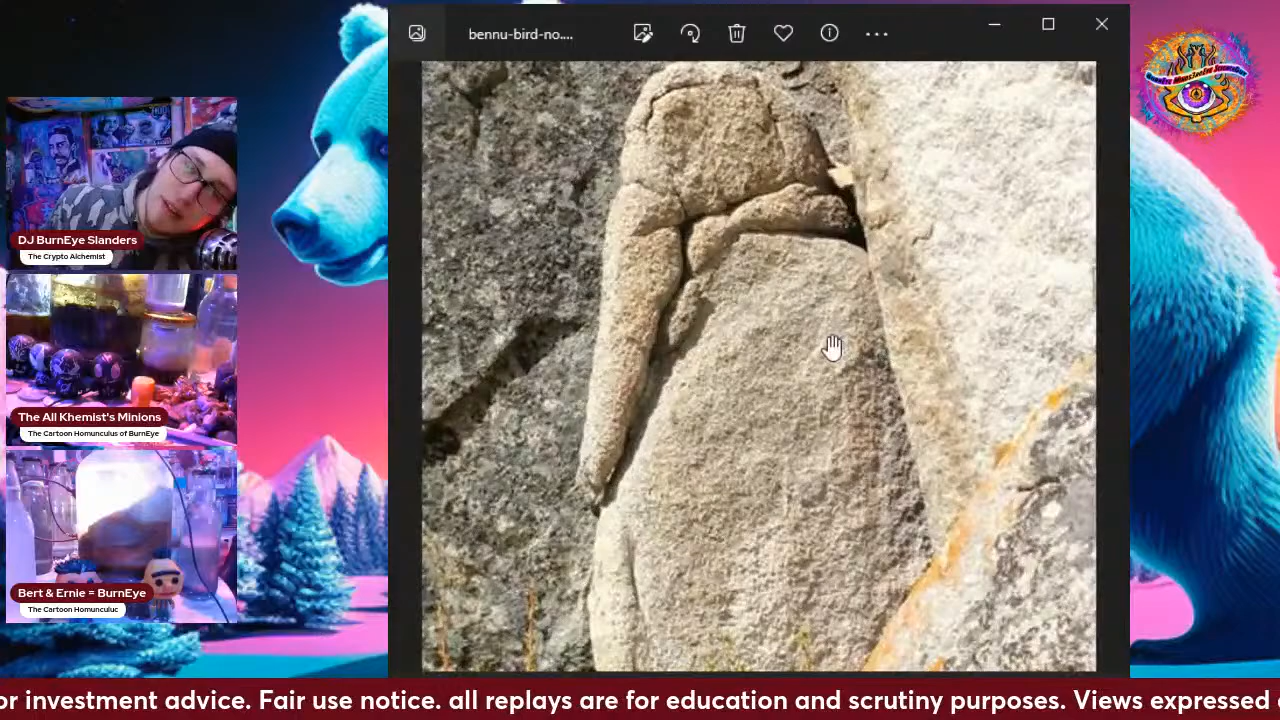 bennu-bird-no....
DJ BurnEye Slanders
The Crypto Alchemist
The All Khemist's Minions
The Cartoon Homunculus of BurnEye
Bert & Ernie = BurnEye
The Cartoon Homunculuc
or investment advice. Fair use notice. all replays are for education and scrutiny purposes. Views expressed